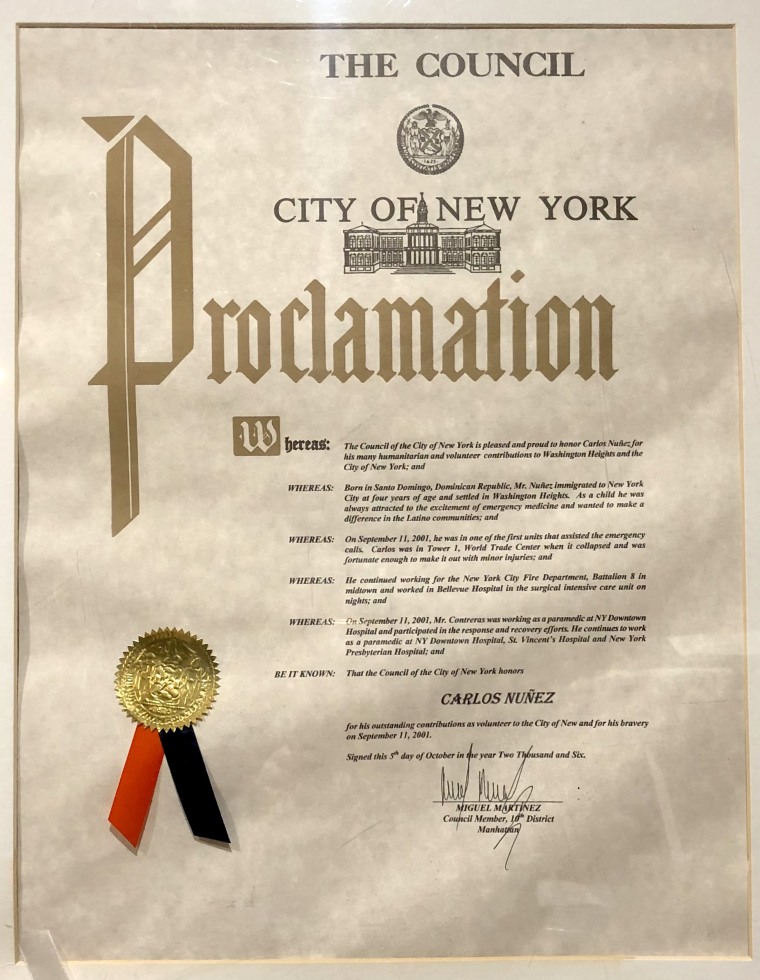 THE COUNCIL
1625
CITY OF NEW YORK
Proclamation
Whereas: The Council of the City of New York is pleased and proud to honor Carlos Nuñez for
his many humanitarian and volunteer contributions to Washington Heights and the
City of New York; and
WHEREAS: Born in Santo Domingo, Dominican Republic, Mr. Nuñez immigrated to New York
City at four years of age and settled in Washington Heights. As a child he was
always attracted to the excitement of emergency medicine and wanted to make a
difference in the Latino communities; and
WHEREAS: On September 11, 2001, he was in one of the first units that assisted the emergency
calls. Carlos was in Tower 1, World Trade Center when it collapsed and was
fortunate enough to make it out with minor injuries; and
WHEREAS: He continued working for the New York City Fire Department, Battalion 8 in
midtown and worked in Bellevue Hospital in the surgical intensive care unit on
nights; and
WHEREAS: On September 11, 2001, Mr. Contreras was working as a paramedic at NY Downtown
Hospital and participated in the response and recovery efforts. He continues to work
as a paramedic at NY Downtown Hospital, St. Vincent's Hospital and New York
Presbyterian Hospital; and
BE IT KNOWN: That the Council of the City of New York honors
CARLOS NUÑEZ
for his outstanding contributions as volunteer to the City of New and for his bravery
on September 11, 2001.
Signed this 5th day of October in the year Two Thousand and Six.
MIGUEL MARTINEZ
Council Member, 10th District
Manhattan